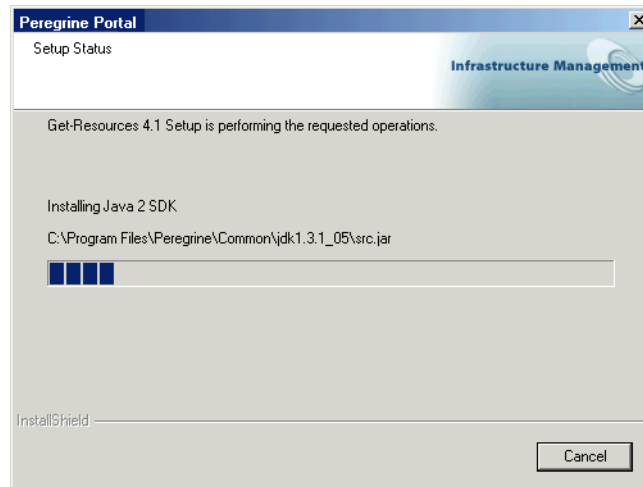 Peregrine Portal
Setup Status
Infrastructure Management
Get-Resources 4.1 Setup is performing the requested operations.
Installing Java 2 SDK
C:\Program Files\Peregrine\Common\jdk1.3.1_05\src.jar
InstallShield
Cancel